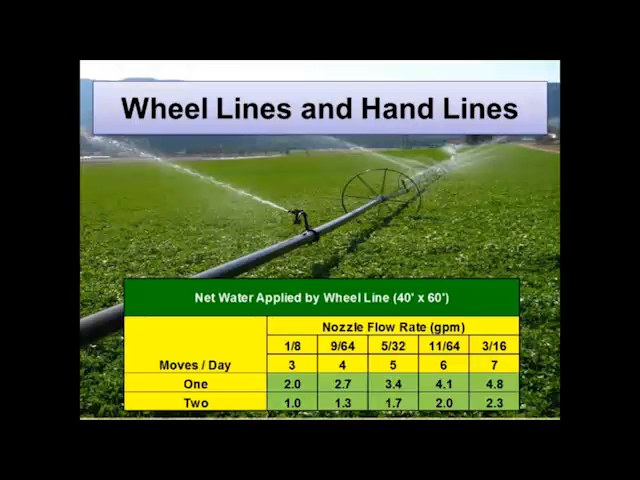 Wheel Lines and Hand Lines
Net Water Applied by Wheel Line (40' x 60')
Nozzle Flow Rate (gpm)
1/8 9/64 5/32 11/64 3/16
Moves / Day 3 4 5 6 7
One 2.0 2.7 3.4 4.1 4.8
Two 1.0 1.3 1.7 2.0 2.3